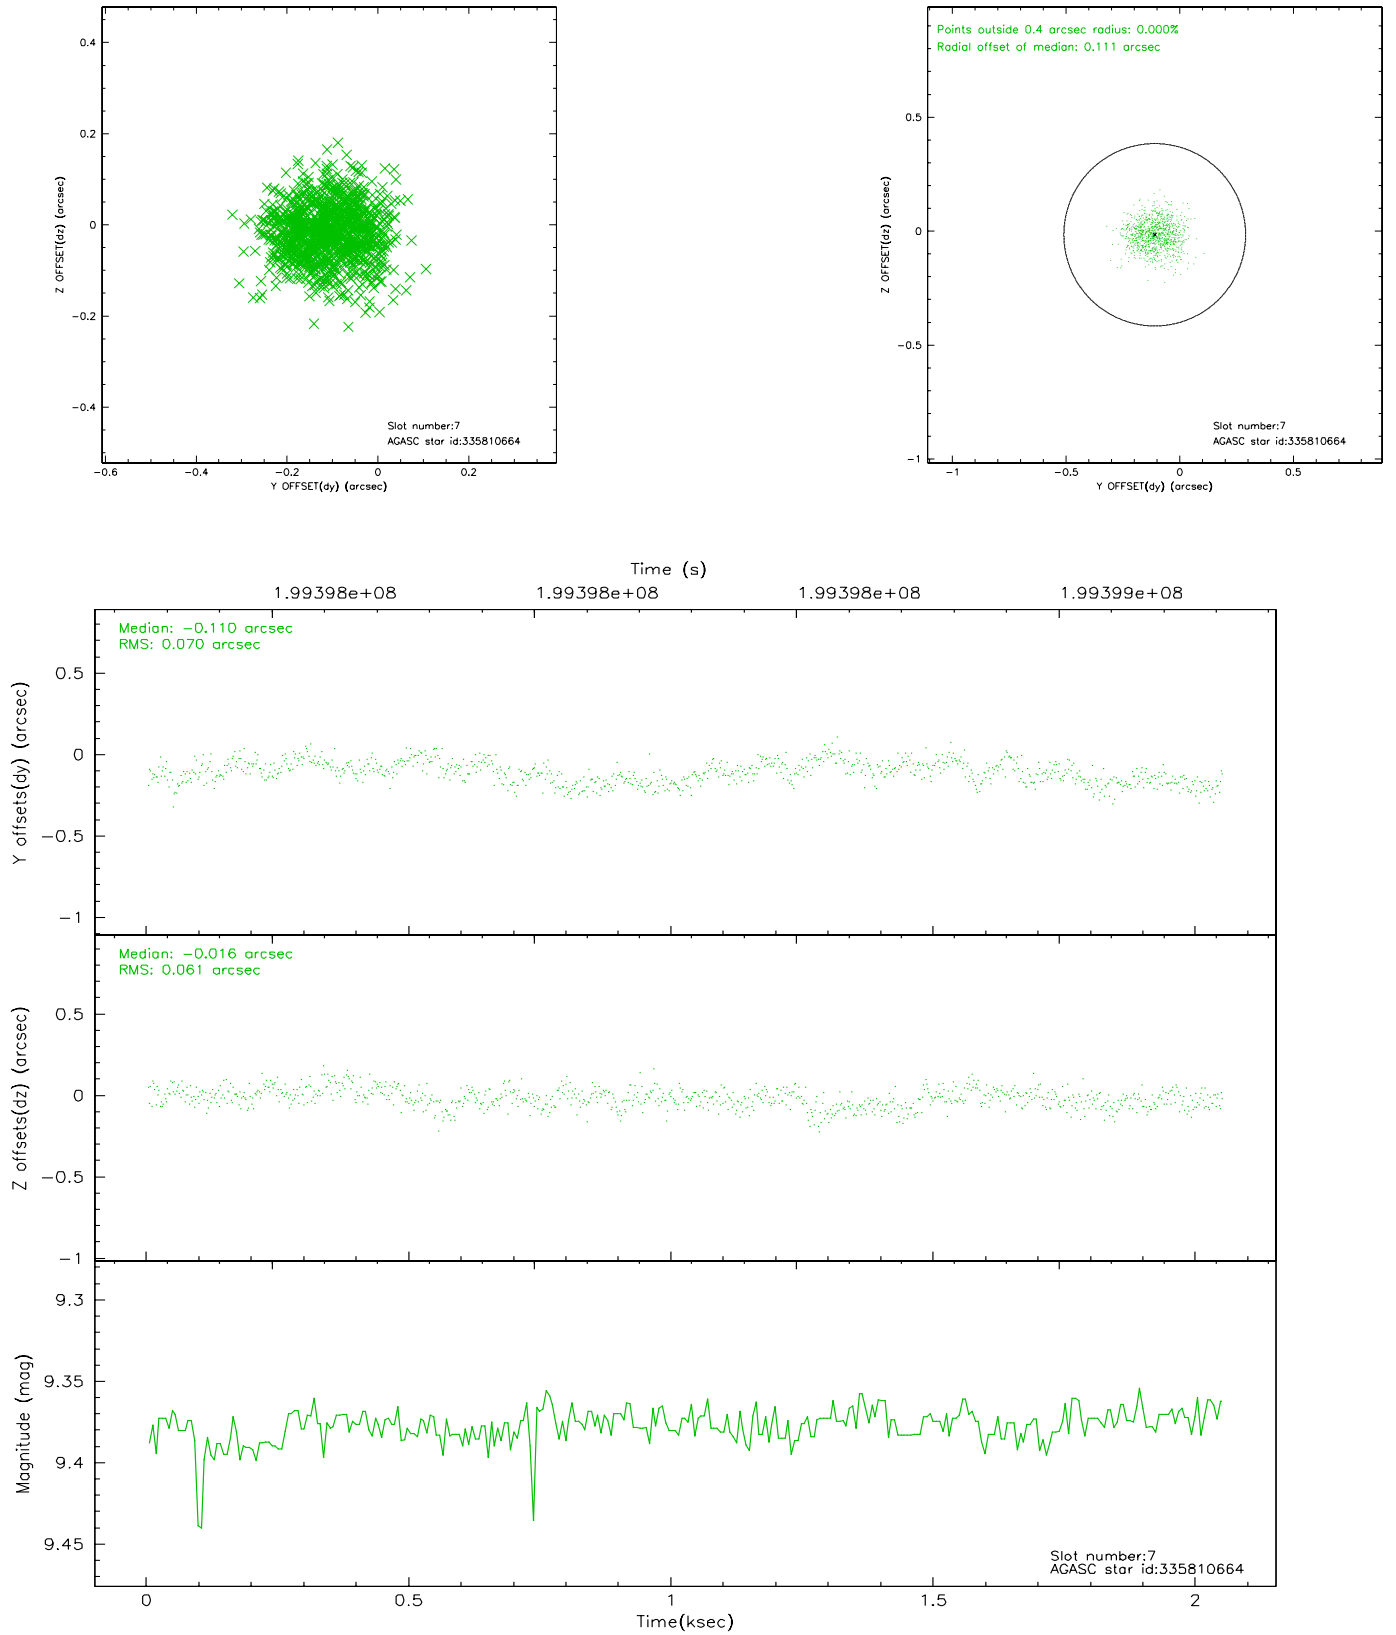 0.4
0.2
0
−0.2
−0.4
Z OFFSET(dz) (arcsec)
Slot number:7
AGASC star id:335810664
−0.6 −0.4 −0.2 0 0.2
Y OFFSET(dy) (arcsec)
Points outside 0.4 arcsec radius: 0.000%
Radial offset of median: 0.111 arcsec
0.5
0
−0.5
−1
Z OFFSET(dz) (arcsec)
Slot number:7
AGASC star id:335810664
−1 −0.5 0 0.5
Y OFFSET(dy) (arcsec)
Time (s)
1.99398e+08 1.99398e+08 1.99398e+08 1.99399e+08
Median: −0.110 arcsec
RMS: 0.070 arcsec
0.5
0
−0.5
−1
Y offsets(dy) (arcsec)
Median: −0.016 arcsec
RMS: 0.061 arcsec
0.5
0
−0.5
−1
Z offsets(dz) (arcsec)
9.3
9.35
9.4
9.45
Magnitude (mag)
Slot number:7
AGASC star id:335810664
0 0.5 1 1.5 2
Time(ksec)